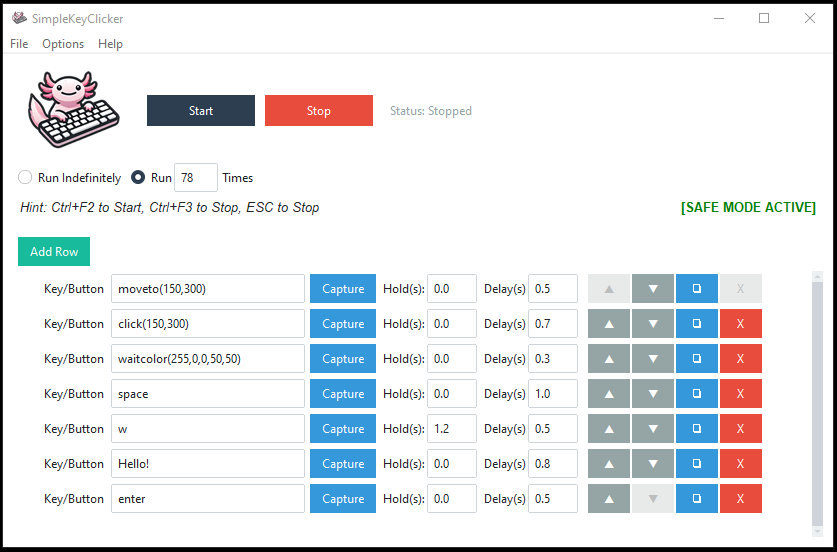 SimpleKeyClicker
File Options Help
Start Stop Status: Stopped
Run Indefinitely Run 78 Times
Hint: Ctrl+F2 to Start, Ctrl+F3 to Stop, ESC to Stop [SAFE MODE ACTIVE]
Add Row
Key/Button moveto(150,300) Capture Hold(s): 0.0 Delay(s) 0.5 X
Key/Button click(150,300) Capture Hold(s): 0.0 Delay(s) 0.7 X
Key/Button waitcolor(255,0,0,50,50) Capture Hold(s): 0.0 Delay(s) 0.3 X
Key/Button space Capture Hold(s): 0.0 Delay(s) 1.0 X
Key/Button w Capture Hold(s): 1.2 Delay(s) 0.5 X
Key/Button Hello! Capture Hold(s): 0.0 Delay(s) 0.8 X
Key/Button enter Capture Hold(s): 0.0 Delay(s) 0.5 X